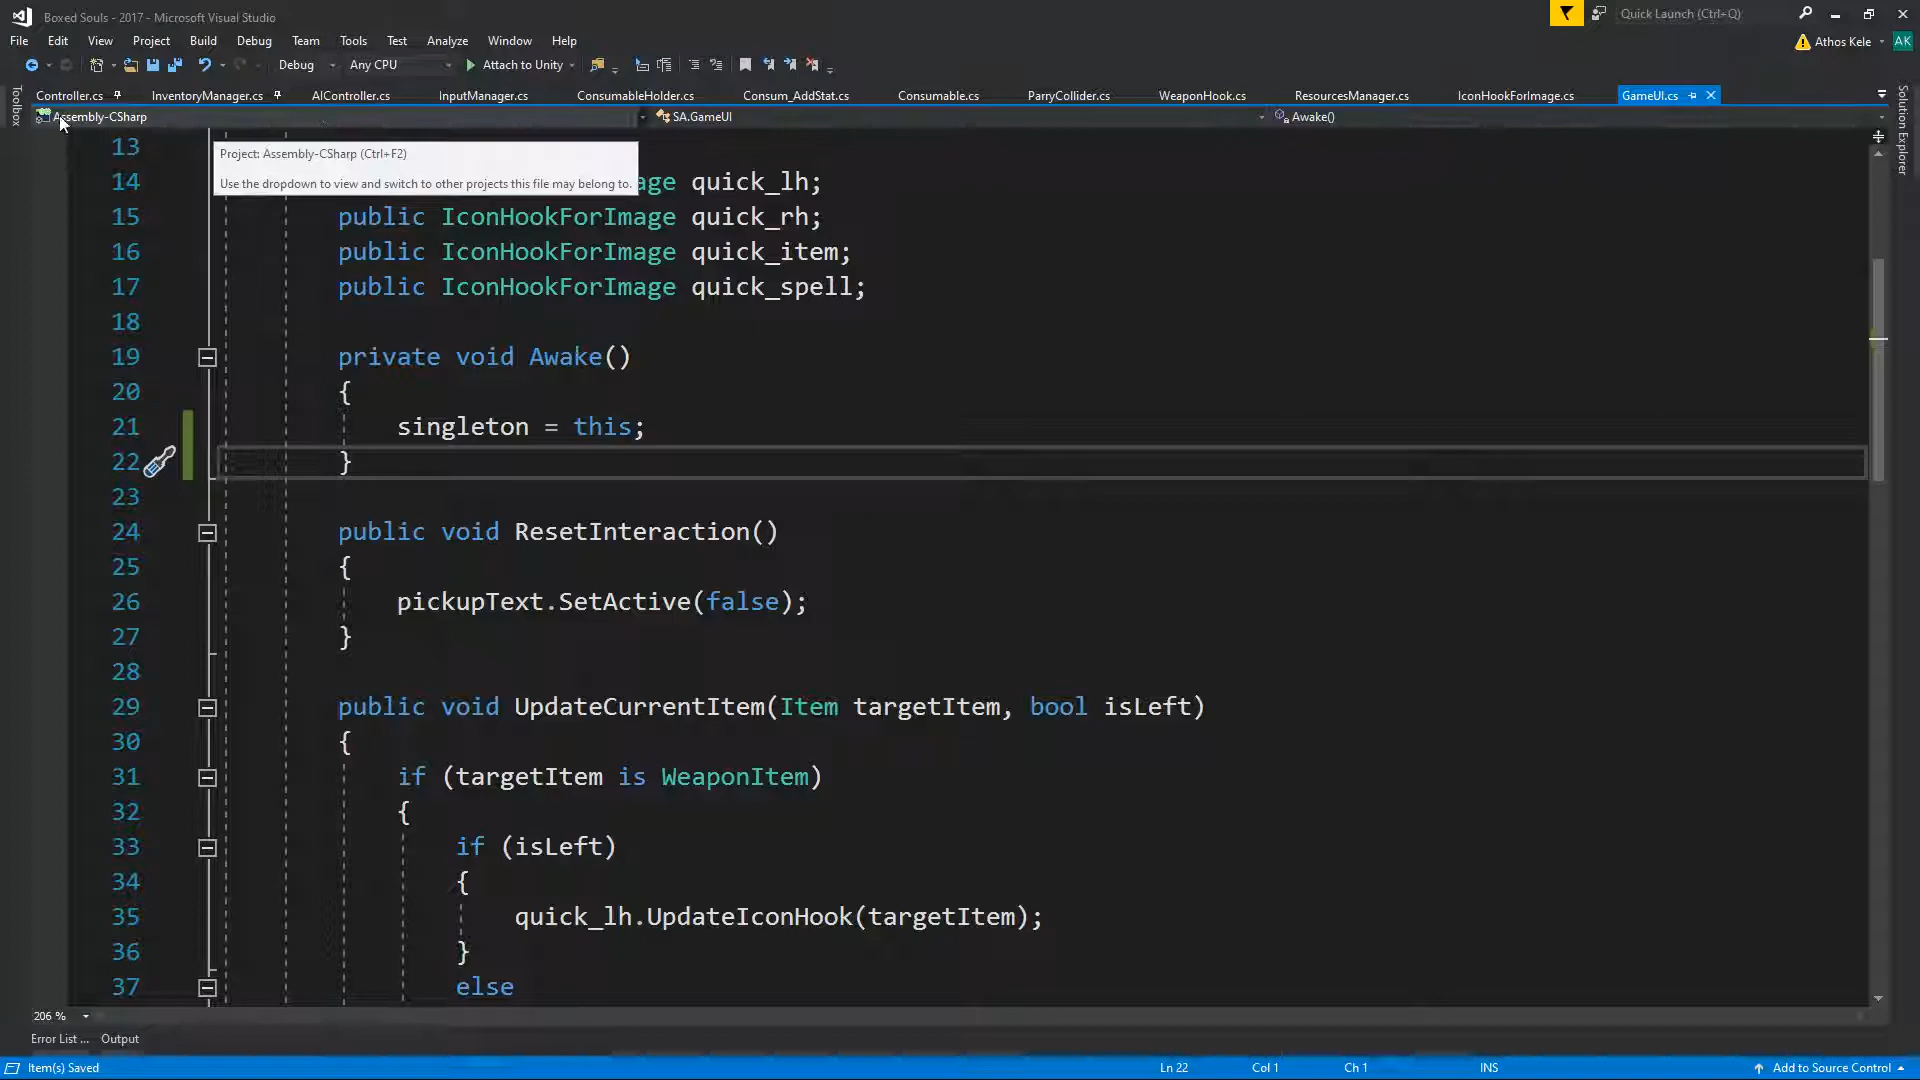 Boxed Souls - 2017 - Microsoft Visual Studio
Quick Launch (Ctrl+Q)
File Edit View Project Build Debug Team Tools Test Analyze Window Help
Athos Kele AK
Debug Any CPU Attach to Unity
Toolbox
Controller.cs InventoryManager.cs AIController.cs InputManager.cs ConsumableHolder.cs Consum_AddStat.cs Consumable.cs ParryCollider.cs WeaponHook.cs ResourcesManager.cs IconHookForImage.cs GameUI.cs
Solution Explorer
Assembly-CSharp SA.GameUI Awake()
13
Project: Assembly-CSharp (Ctrl+F2)
Use the dropdown to view and switch to other projects this file may belong to.
14 age quick_lh;
15 public IconHookForImage quick_rh;
16 public IconHookForImage quick_item;
17 public IconHookForImage quick_spell;
18
19 private void Awake()
20 {
21 singleton = this;
22 }
23
24 public void ResetInteraction()
25 {
26 pickupText.SetActive(false);
27 }
28
29 public void UpdateCurrentItem(Item targetItem, bool isLeft)
30 {
31 if (targetItem is WeaponItem)
32 {
33 if (isLeft)
34 {
35 quick_lh.UpdateIconHook(targetItem);
36 }
37 else
206 %
Error List ... Output
Item(s) Saved Ln 22 Col 1 Ch 1 INS Add to Source Control